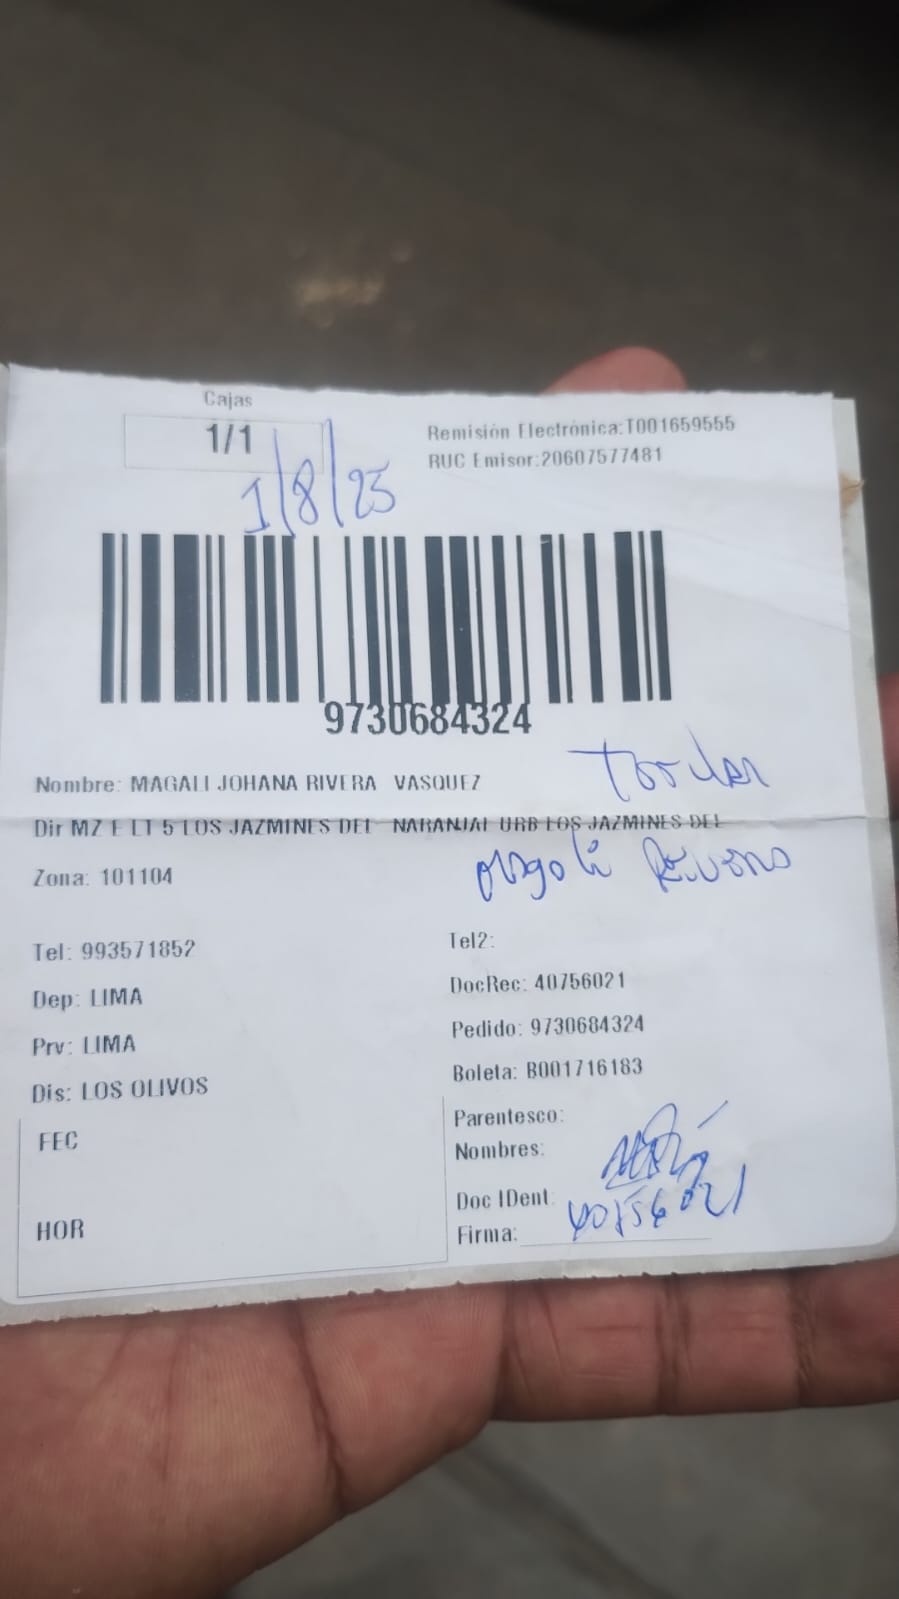 Cajas
1/1
Remisión Electrónica:T001659555
RUC Emisor:20607577481
1/8/25
9730684324
Nombre: MAGALI JOHANA RIVERA VASQUEZ
Dir MZ E LT 5 LOS JAZMINES DEL NARANJAL URB LOS JAZMINES DEL
Zona: 101104
Tel: 993571852
Tel2:
Dep: LIMA
DocRec: 40756021
Prv: LIMA
Pedido: 9730684324
Dis: LOS OLIVOS
Boleta: B001716183
FEC
Parentesco:
Nombres:
HOR
Doc IDent:
40756021
Firma: